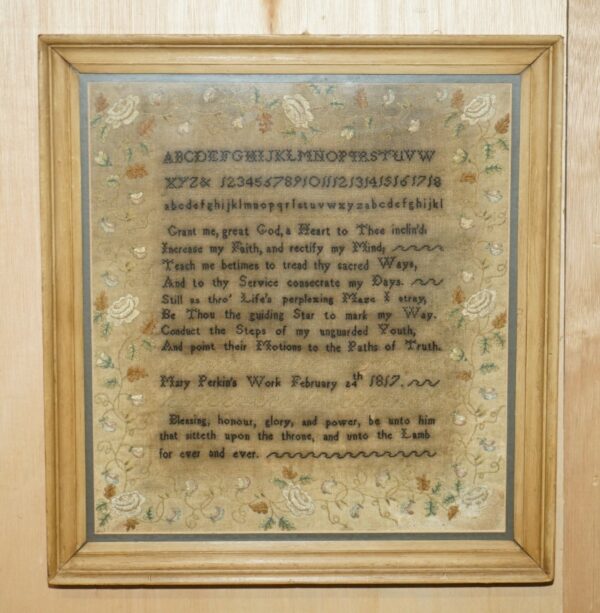 ABCDEFGHIJKLMNOPQRSTUVW
XYZ& 123456789101112131415161718
abcdefghijklmnopqrſstuvwxyzabcdefghijkl
Grant me, great God, a Heart to Thee inclin'd;
Increase my Faith, and rectify my Mind;
Teach me betimes to tread thy sacred Ways,
And to thy Service consecrate my Days.
Still as thro' Life's perplexing Maze I stray,
Be Thou the guiding Star to mark my Way.
Conduct the Steps of my unguarded Youth,
And point their Motions to the Paths of Truth.
Mary Perkin's Work February 24th 1817.
Blessing, honour, glory, and power, be unto him
that sitteth upon the throne, and unto the Lamb
for ever and ever.